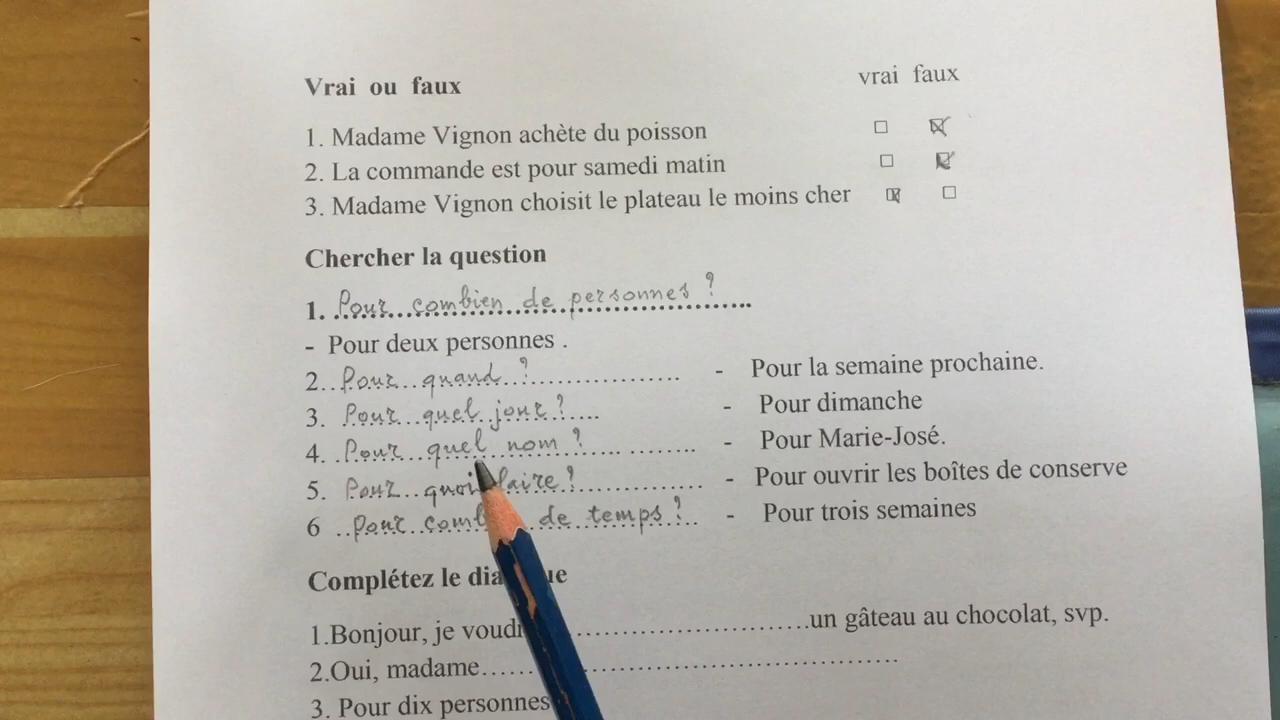 Vrai ou faux vrai faux
1. Madame Vignon achète du poisson
2. La commande est pour samedi matin
3. Madame Vignon choisit le plateau le moins cher
Chercher la question
1. Pour combien de personnes ?
- Pour deux personnes .
2. Pour quand ? - Pour la semaine prochaine.
3. Pour quel jour ? - Pour dimanche
4. Pour quel nom ? - Pour Marie-José.
5. Pour quoi faire ? - Pour ouvrir les boîtes de conserve
6 Pour de temps ? - Pour trois semaines
Complétez le
1.Bonjour, je un gâteau au chocolat, svp.
2.Oui, madame
3. Pour dix personnes